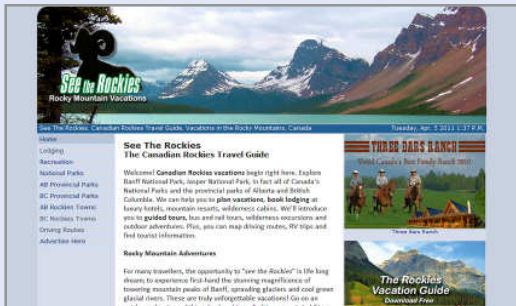 See the Rockies
Rocky Mountain Vacations
See The Rockies: Canadian Rockies Travel Guide, Vacations in the Rocky Mountains, Canada
Tuesday, Apr. 5 2011 1:37 P.M.
Home
Lodging
Recreation
National Parks
AB Provincial Parks
BC Provincial Parks
AB Rockies Towns
BC Rockies Towns
Driving Routes
Advertise Here
See The Rockies
The Canadian Rockies Travel Guide
Welcome! Canadian Rockies vacations begin right here. Explore
Banff National Park, Jasper National Park, in fact all of Canada's
National Parks and the provincial parks of Alberta and British
Columbia. We can help you to plan vacations, book lodging at
luxury hotels, mountain resorts, wilderness cabins. We'll introduce
you to guided tours, bus and rail tours, wilderness excursions and
outdoor adventures. Plus, you can map driving routes, RV trips and
find tourist information.
Rocky Mountain Adventures
For many travellers, the opportunity to "see the Rockies" is life long
dreams to experience first-hand the stunning magnificence of
towering mountain peaks of Banff, sprawling glaciers and cool green
glacial rivers. These are truly unforgettable vacations! Go on an
THREE BARS RANCH
Voted Canada's Best Family Ranch
Three Bars Ranch
The Rockies
Vacation Guide
Download Free